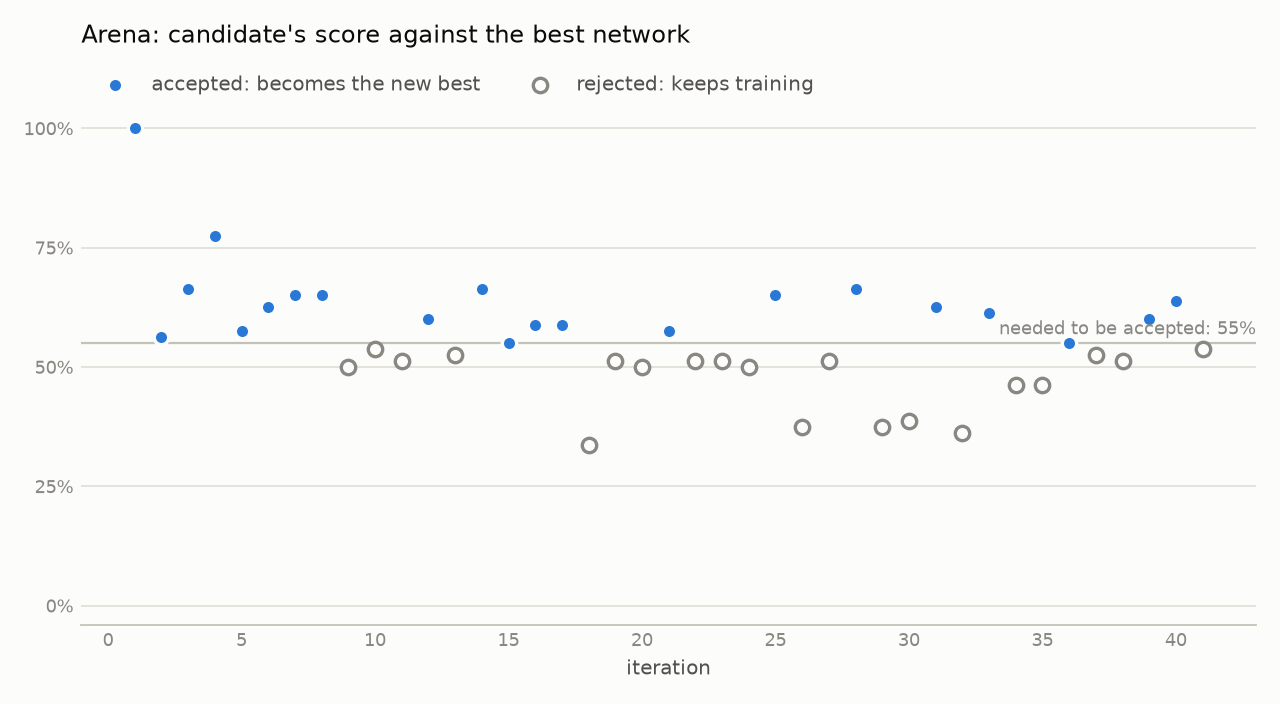 Arena: candidate's score against the best network
accepted: becomes the new best
rejected: keeps training
100%
75%
needed to be accepted: 55%
50%
25%
0%
0 5 10 15 20 25 30 35 40
iteration